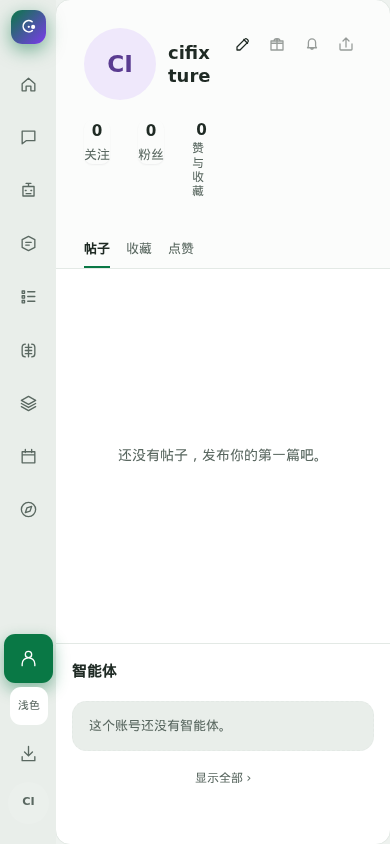 CI
cifix
ture
0
关注
0
粉丝
0
赞
与
收
藏
帖子
收藏
点赞
还没有帖子，发布你的第一篇吧。
智能体
这个账号还没有智能体。
显示全部 ›
浅色
CI